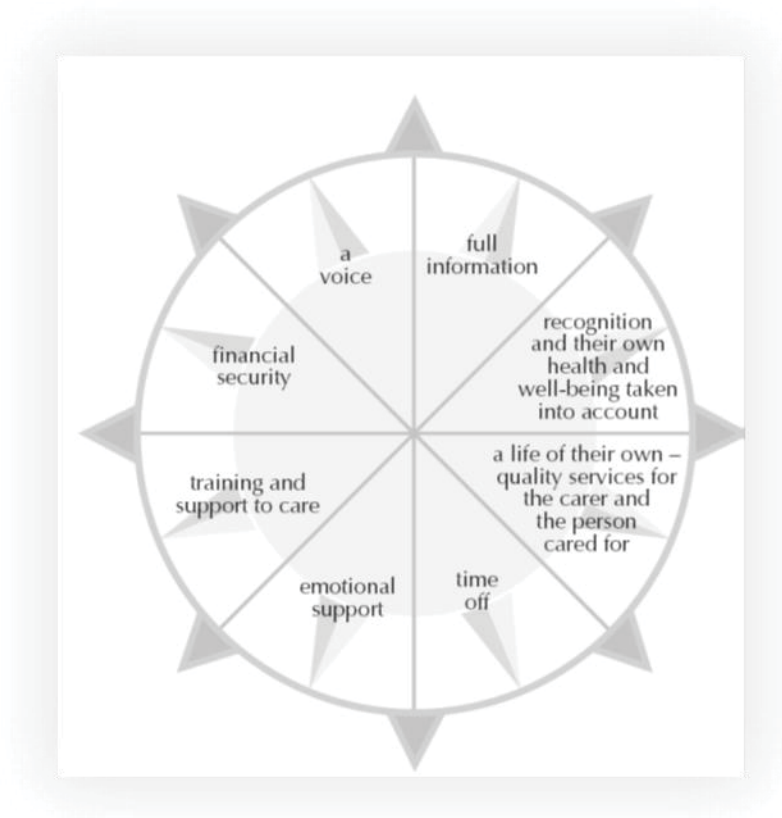 full
information
recognition
and their own
health and
well-being taken
into account
a life of their own –
quality services for
the carer and
the person
cared for
time
off
emotional
support
training and
support to care
financial
security
a
voice